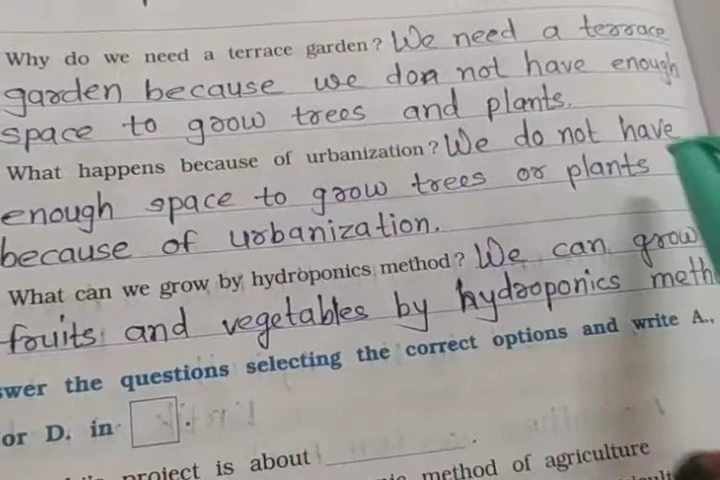 Why do we need a terrace garden? We need a terrace
garden because we don not have enough
space to grow trees and plants.
What happens because of urbanization? We do not have
enough space to grow trees or plants
because of urbanization.
What can we grow by hydroponics method? We can grow
fruits and vegetables by hydroponics meth
swer the questions selecting the correct options and write A.,
or D. in .
project is about .
method of agriculture